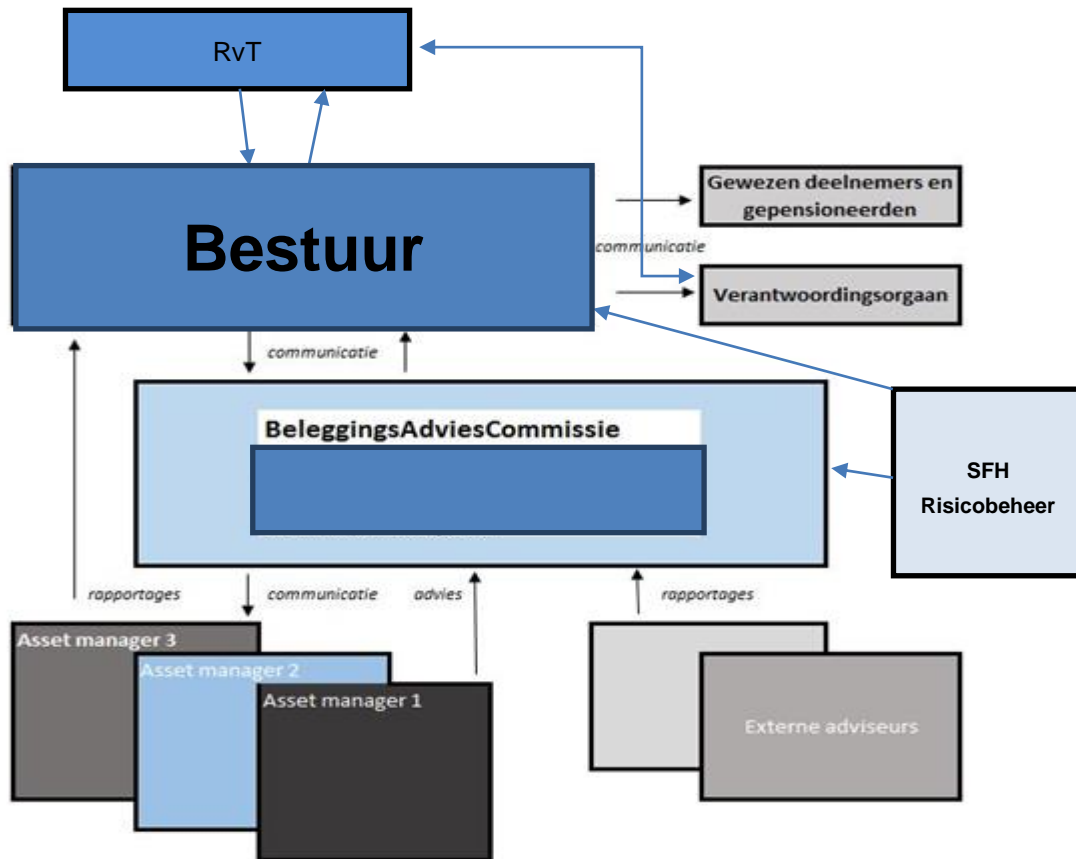 RvT
Bestuur
Gewezen deelnemers en
gepensioneerden
communicatie
Verantwoordingsorgaan
communicatie
BeleggingsAdviesCommissie
SFH
Risicobeheer
rapportages
communicatie
advies
rapportages
Asset manager 3
Asset manager 2
Asset manager 1
Externe adviseurs